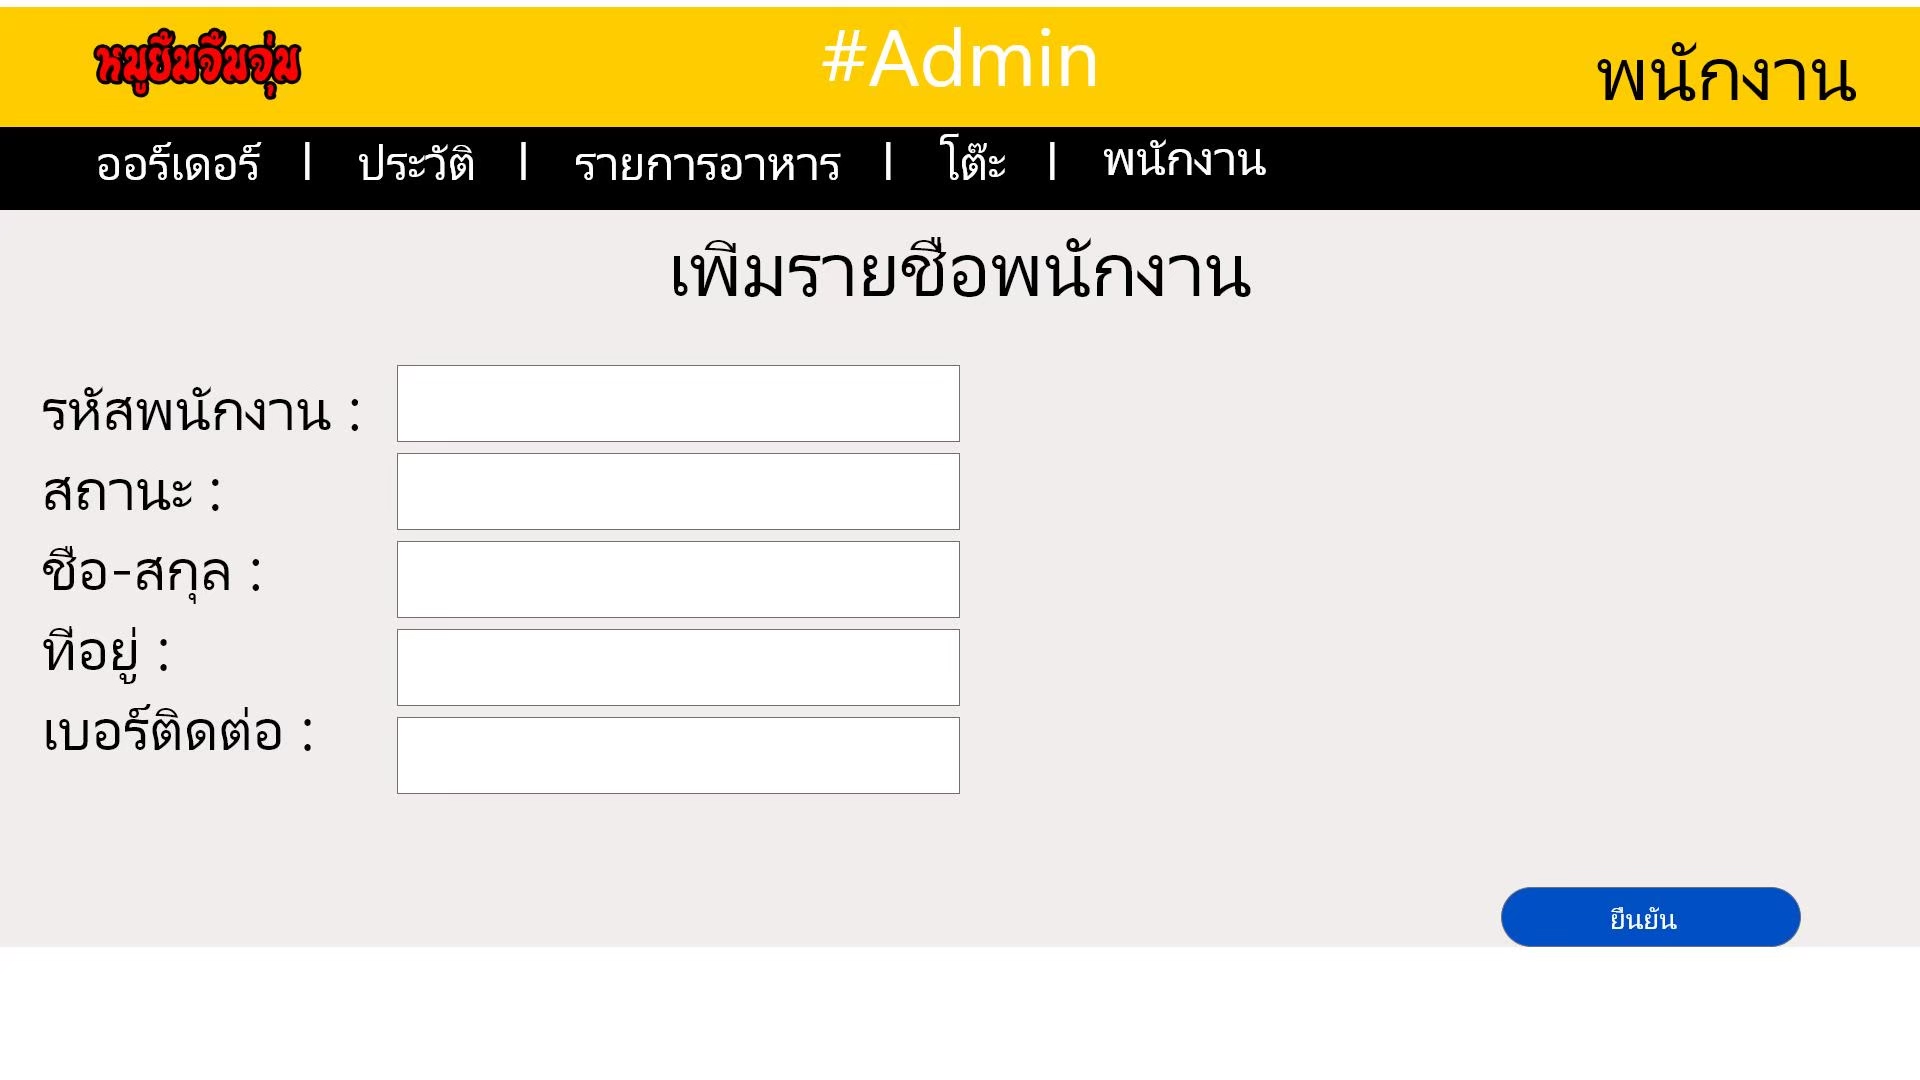 หมูยิ้มจิ้มจุ่ม
#Admin
พนักงาน
ออร์เดอร์ | ประวัติ | รายการอาหาร | โต๊ะ | พนักงาน
เพิ่มรายชื่อพนักงาน
รหัสพนักงาน :
สถานะ :
ชื่อ-สกุล :
ที่อยู่ :
เบอร์ติดต่อ :
ยืนยัน